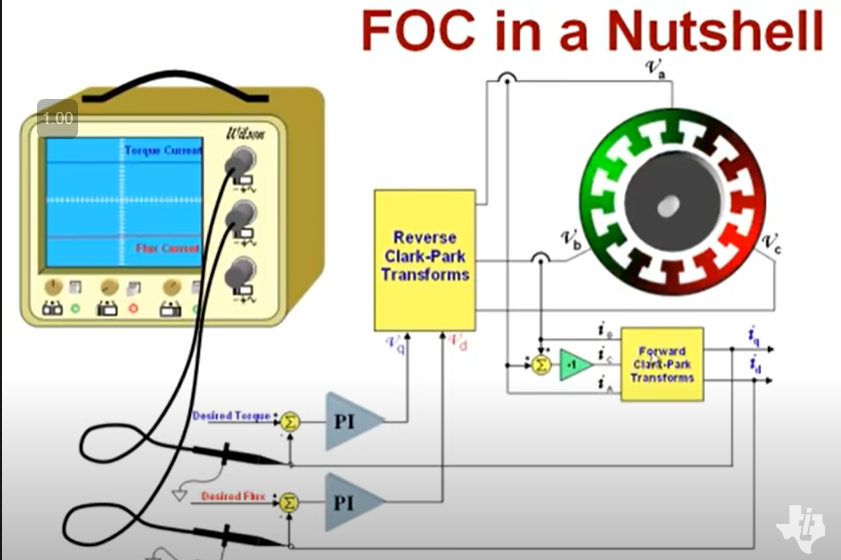 FOC in a Nutshell
1.00
Wilson
Torque Current
Flux Current
Va
Vb
Vc
Reverse
Clark-Park
Transforms
Vq
Vd
iB
iC
iA
-1
Σ
Forward
Clark-Park
Transforms
iq
id
Desired Torque
Σ
PI
Desired Flux
Σ
PI
ti